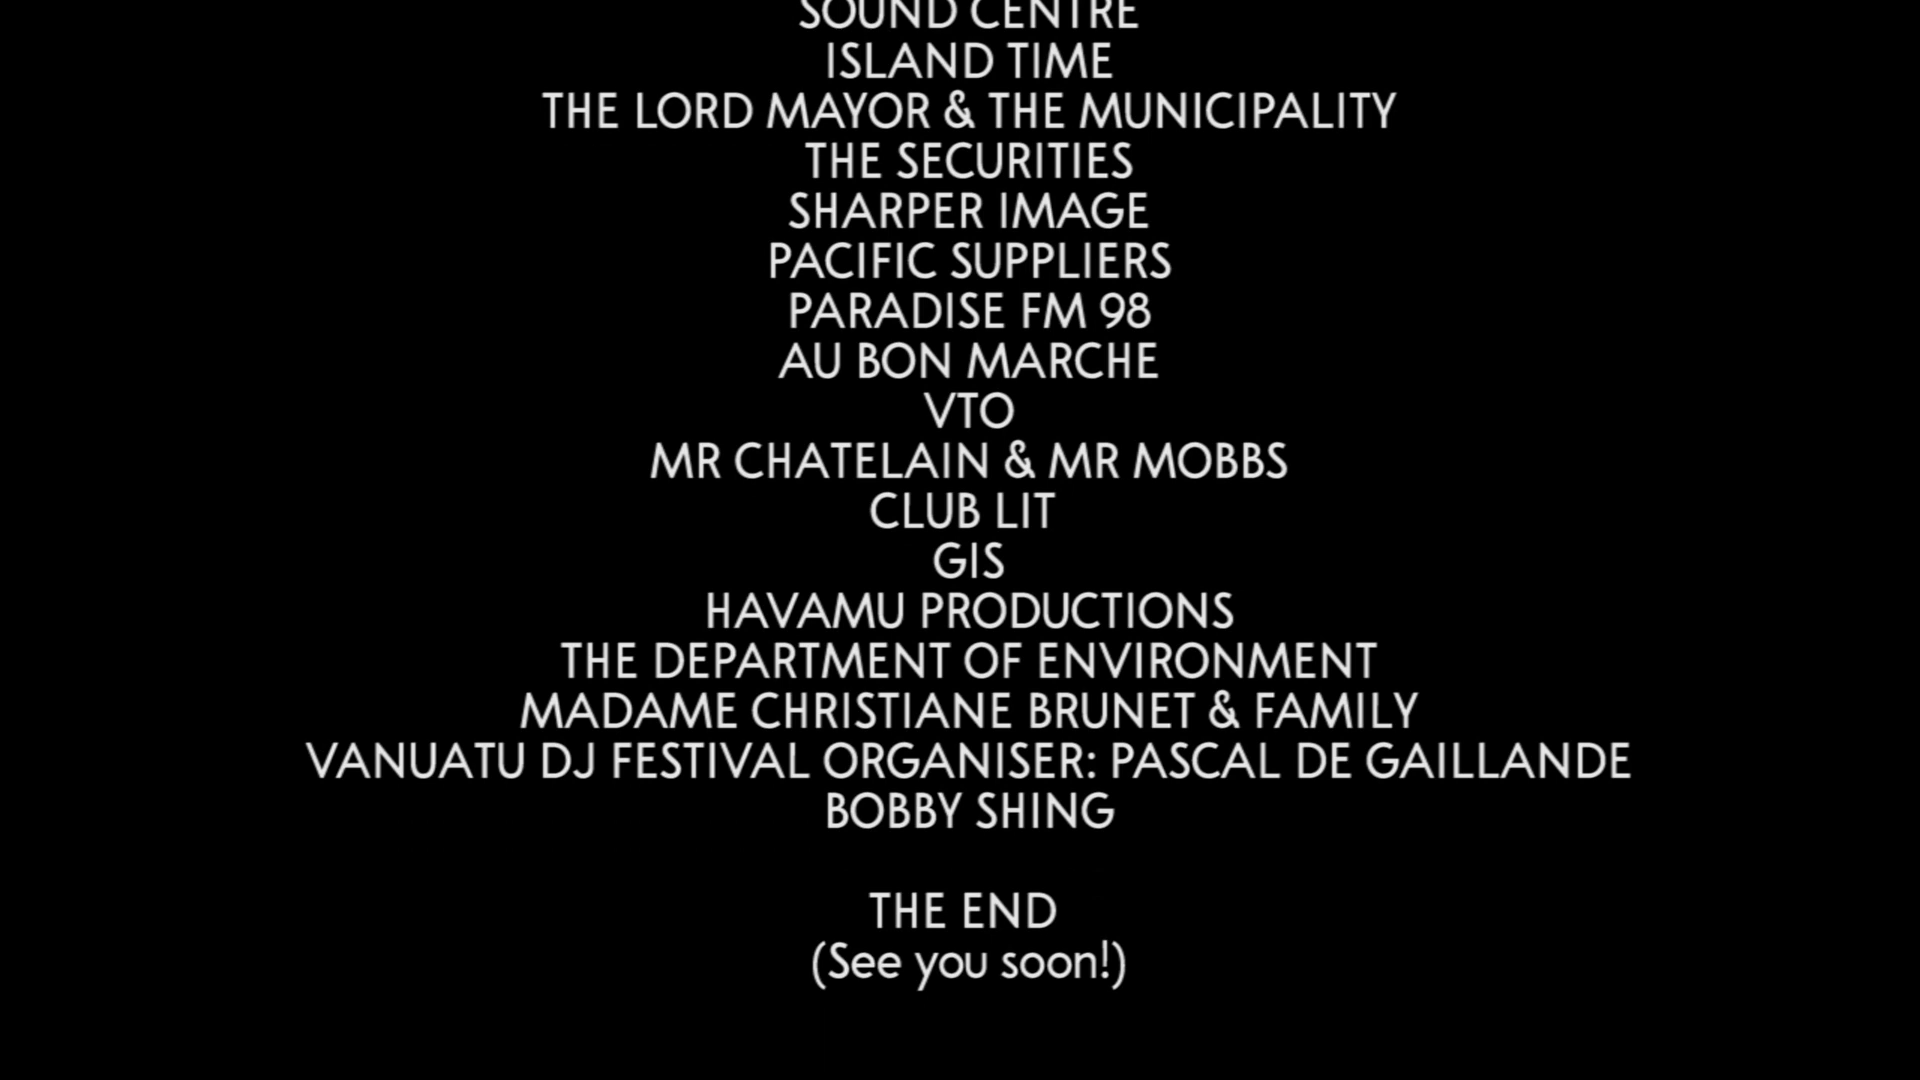 SOUND CENTRE
ISLAND TIME
THE LORD MAYOR & THE MUNICIPALITY
THE SECURITIES
SHARPER IMAGE
PACIFIC SUPPLIERS
PARADISE FM 98
AU BON MARCHE
VTO
MR CHATELAIN & MR MOBBS
CLUB LIT
GIS
HAVAMU PRODUCTIONS
THE DEPARTMENT OF ENVIRONMENT
MADAME CHRISTIANE BRUNET & FAMILY
VANUATU DJ FESTIVAL ORGANISER: PASCAL DE GAILLANDE
BOBBY SHING
THE END
(See you soon!)